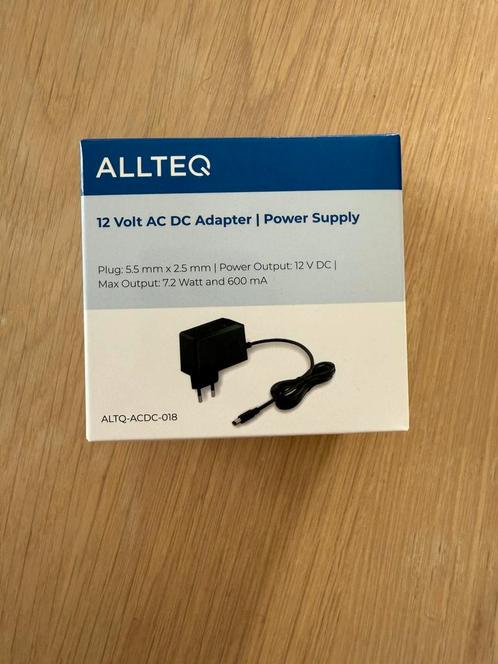 ALLTEQ
12 Volt AC DC Adapter | Power Supply
Plug: 5.5 mm x 2.5 mm | Power Output: 12 V DC |
Max Output: 7.2 Watt and 600 mA
ALTQ-ACDC-018